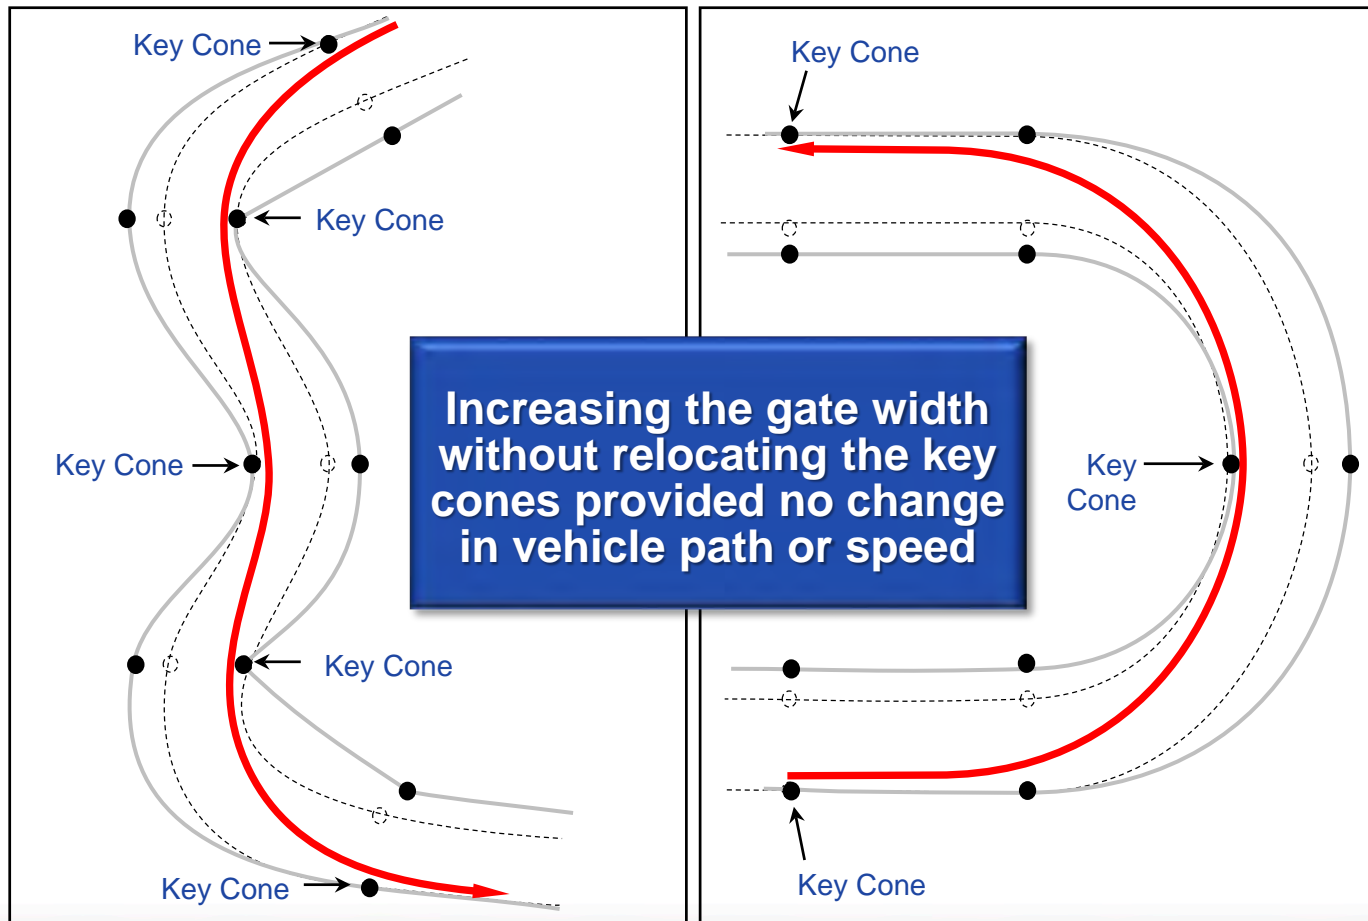 Key Cone
Key Cone
Key Cone
Key Cone
Key Cone
Key Cone
Increasing the gate width
without relocating the key
cones provided no change
in vehicle path or speed
Key
Cone
Key Cone